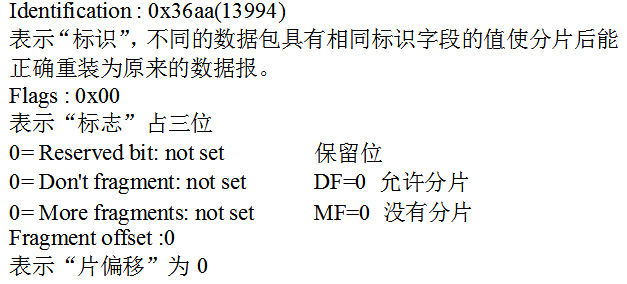 Identification : 0x36aa(13994)
表示“标识”, 不同的数据包具有相同标识字段的值使分片后能
正确重装为原来的数据报。
Flags : 0x00
表示“标志”占三位
0= Reserved bit: not set 保留位
0= Don't fragment: not set DF=0 允许分片
0= More fragments: not set MF=0 没有分片
Fragment offset :0
表示“片偏移”为 0